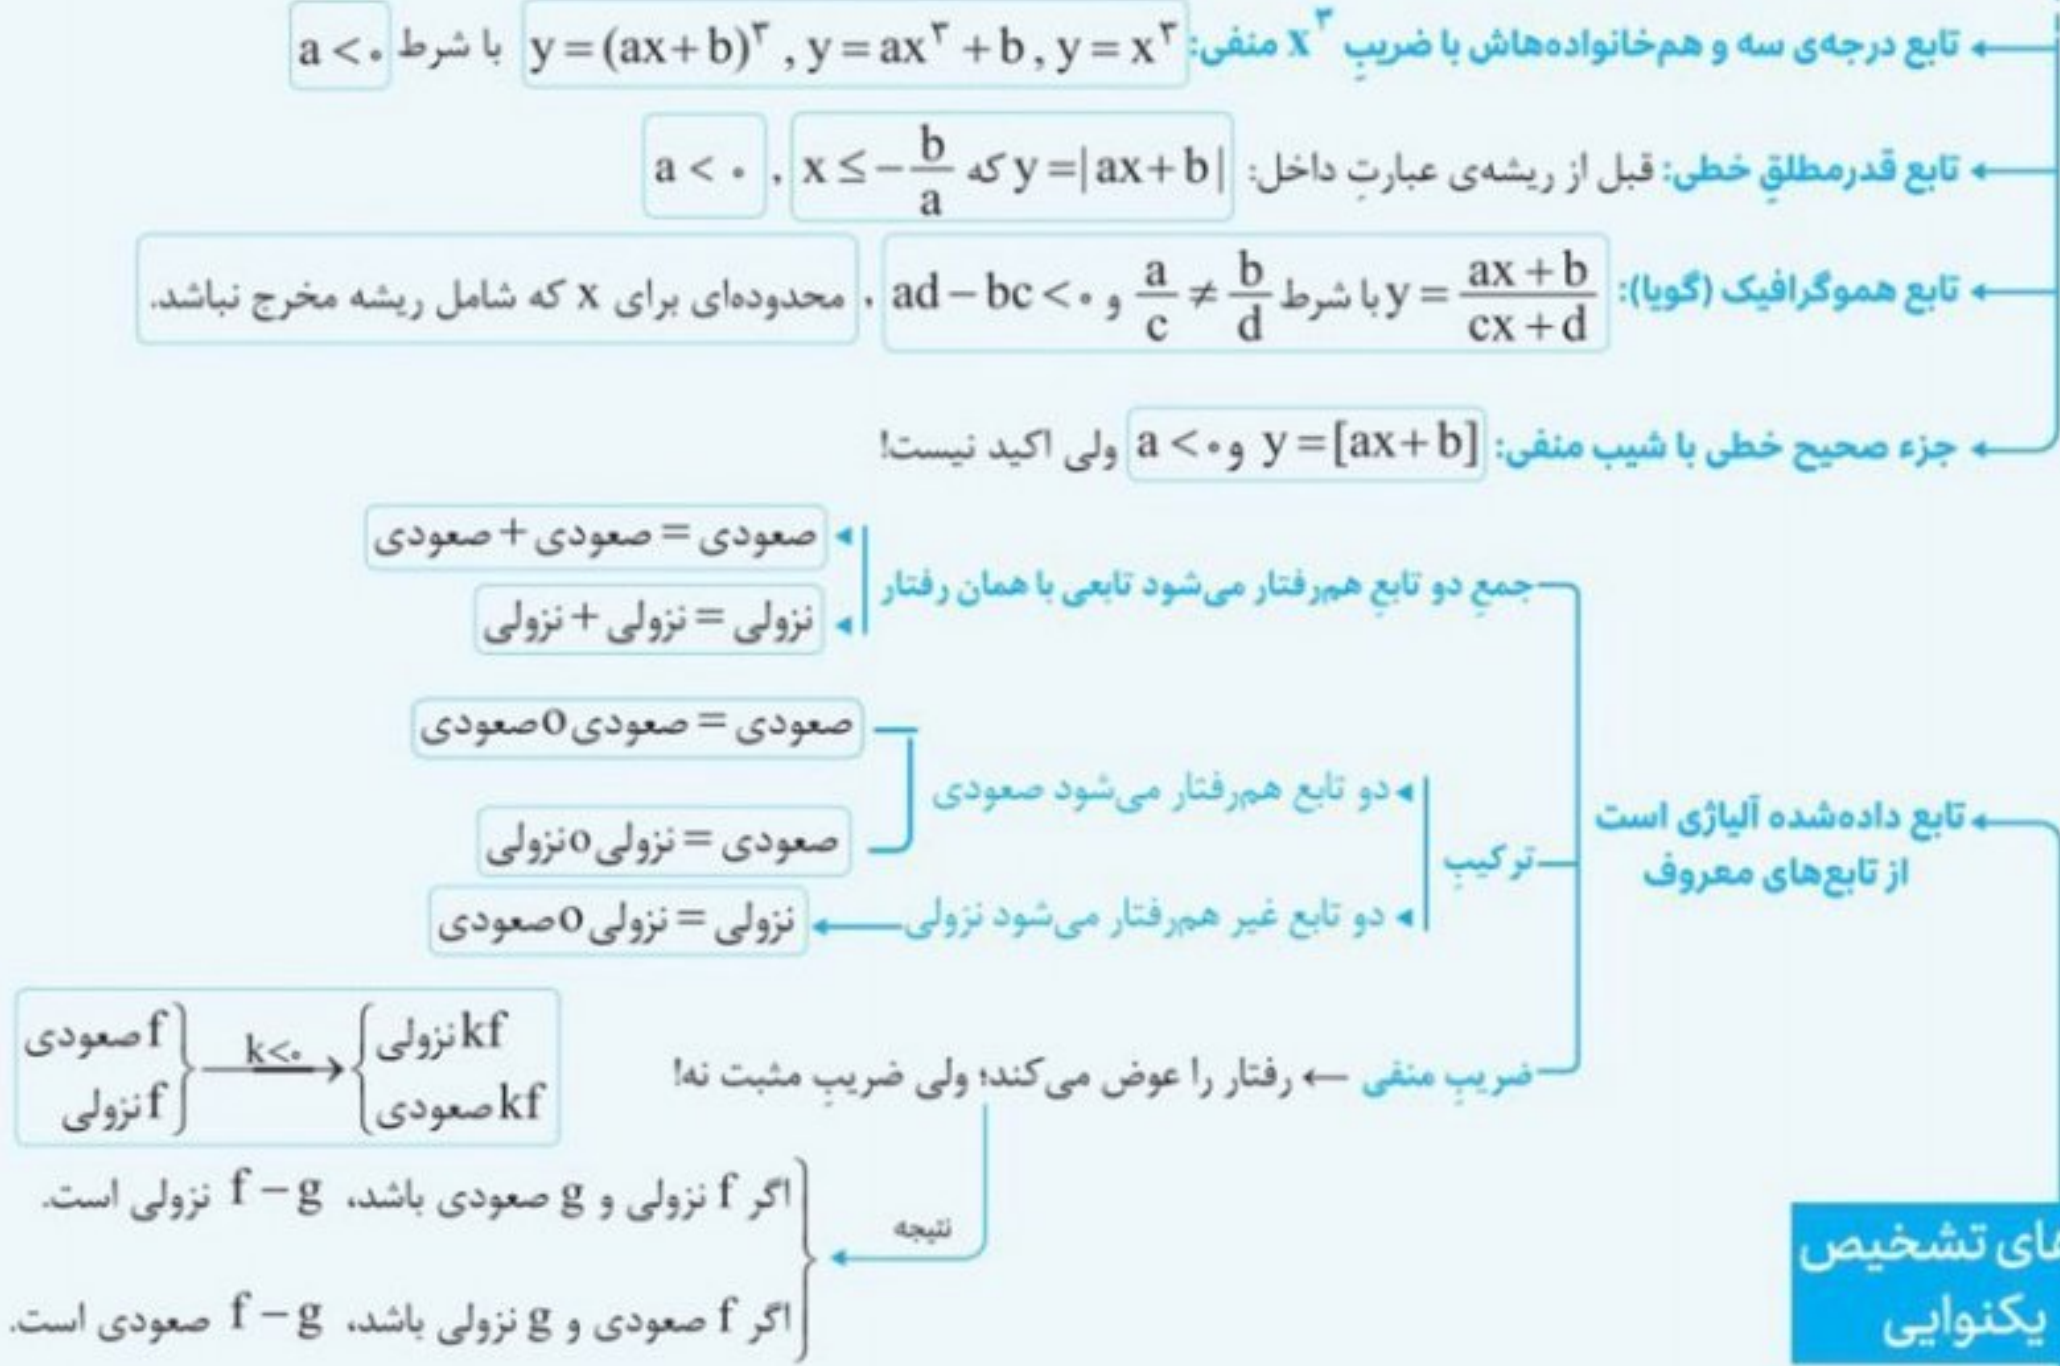 تابع درجه‌ی سه و هم‌خانواده‌هاش با ضریبِ x^۳ منفی: y=(ax+b)^۳ , y=ax^۳+b , y=x^۳ با شرط a<۰
تابع قدرمطلقِ خطی: قبل از ریشه‌ی عبارتِ داخل: y=|ax+b| که x≤-b/a , a<۰
تابع هموگرافیک (گویا): y=(ax+b)/(cx+d) با شرط a/c≠b/d و ad-bc<۰ ، محدوده‌ای برای x که شامل ریشه مخرج نباشد.
جزء صحیح خطی با شیب منفی: y=[ax+b] و a<۰ ولی اکید نیست!
تابع داده‌شده آلیاژی است
از تابع‌های معروف
جمعِ دو تابعِ هم‌رفتار می‌شود تابعی با همان رفتار
صعودی = صعودی + صعودی
نزولی = نزولی + نزولی
ترکیبِ
دو تابع هم‌رفتار می‌شود صعودی
صعودی = صعودی o صعودی
صعودی = نزولی o نزولی
دو تابع غیر هم‌رفتار می‌شود نزولی
نزولی = نزولی o صعودی
ضریبِ منفی ← رفتار را عوض می‌کند؛ ولی ضریبِ مثبت نه!
f صعودی
f نزولی
k<۰
kf نزولی
kf صعودی
نتیجه
اگر f نزولی و g صعودی باشد، f-g نزولی است.
اگر f صعودی و g نزولی باشد، f-g صعودی است.
های تشخیص
یکنوایی